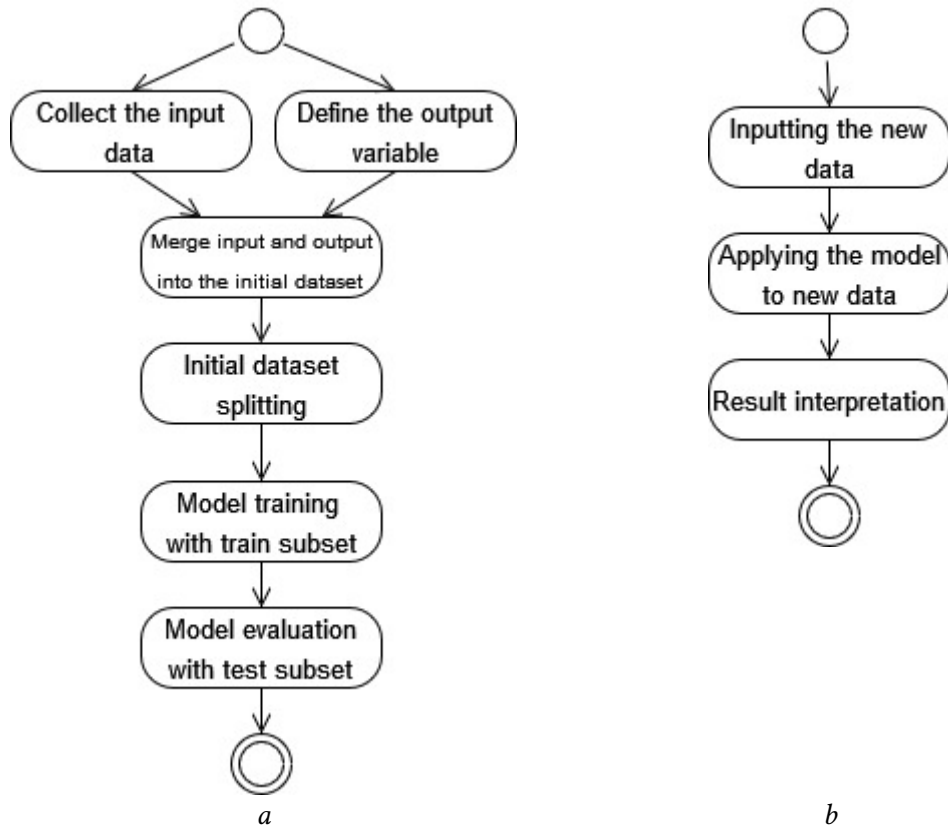 Collect the input
data
Define the output
variable
Merge input and output
into the initial dataset
Initial dataset
splitting
Model training
with train subset
Model evaluation
with test subset
a
Inputting the new
data
Applying the model
to new data
Result interpretation
b